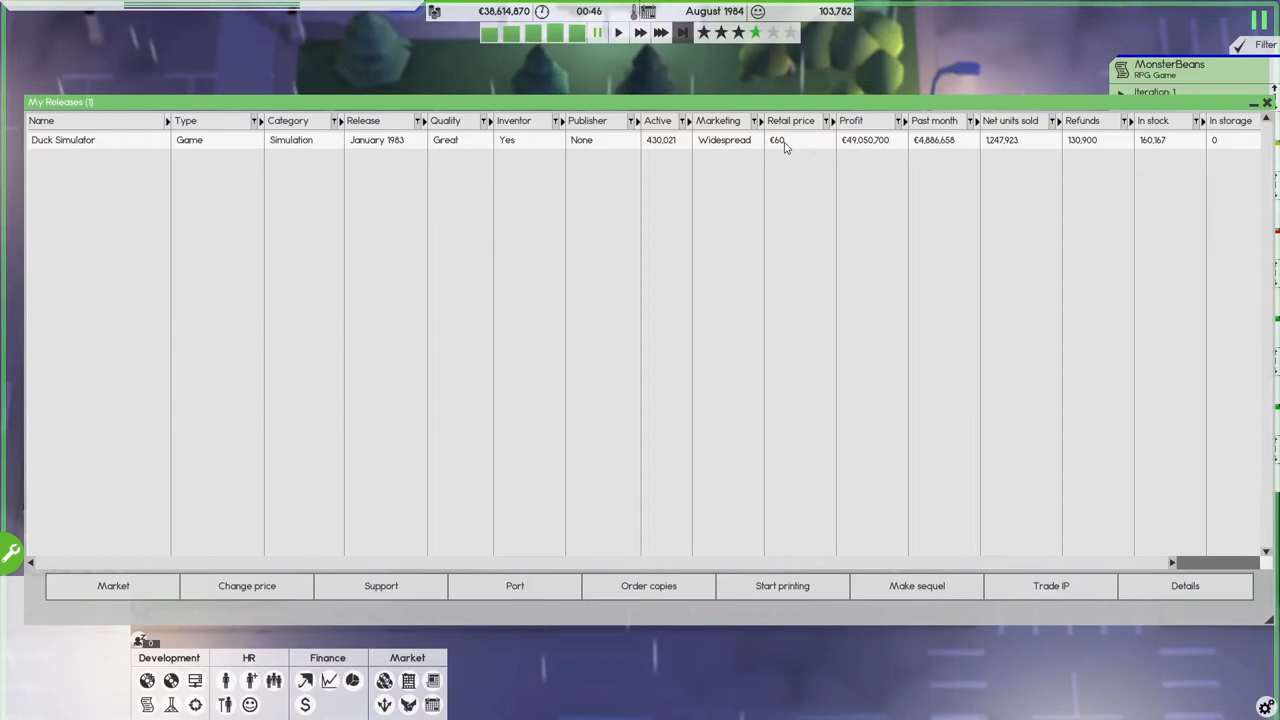 €38,614,870 00:46 August 1984 103,782
Filter
MonsterBeans
RPG Game
Iteration: 1
My Releases (1)
Name Type Category Release Quality Inventor Publisher Active Marketing Retail price Profit Past month Net units sold Refunds In stock In storage
Duck Simulator Game Simulation January 1983 Great Yes None 430,021 Widespread €60 €49,050,700 €4,886,658 1,247,923 130,900 160,167 0
Market Change price Support Port Order copies Start printing Make sequel Trade IP Details
0
Development HR Finance Market